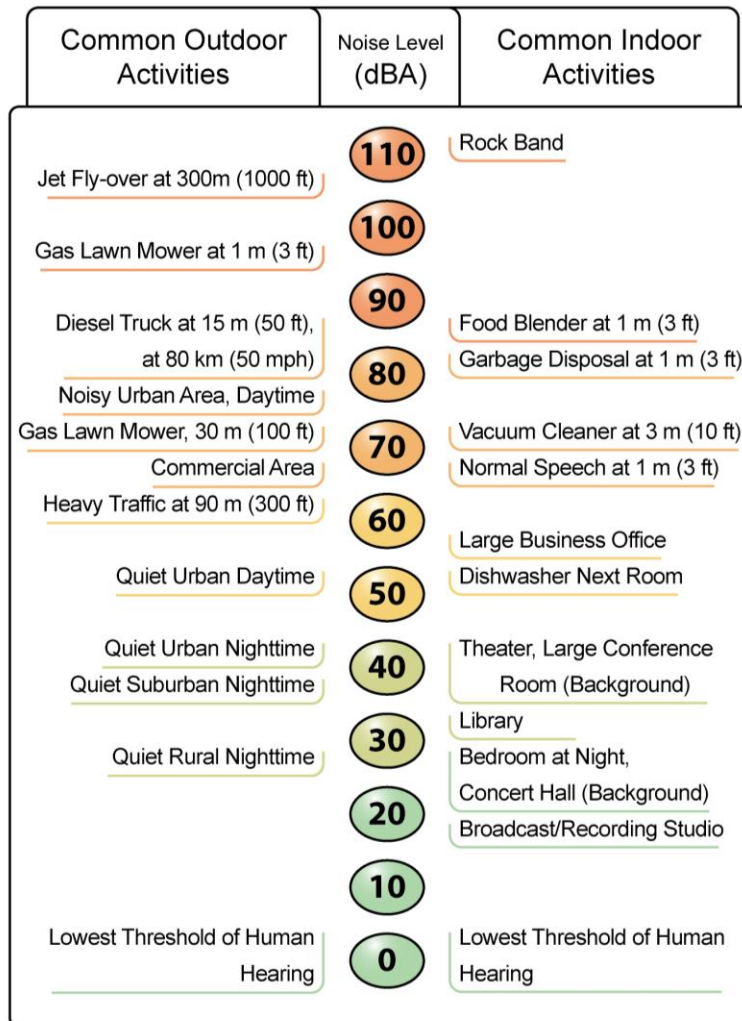 Common Outdoor
Activities
Noise Level
(dBA)
Common Indoor
Activities
110
Rock Band
Jet Fly-over at 300m (1000 ft)
100
Gas Lawn Mower at 1 m (3 ft)
90
Diesel Truck at 15 m (50 ft),
at 80 km (50 mph)
Food Blender at 1 m (3 ft)
80
Garbage Disposal at 1 m (3 ft)
Noisy Urban Area, Daytime
Gas Lawn Mower, 30 m (100 ft)
70
Vacuum Cleaner at 3 m (10 ft)
Commercial Area
Normal Speech at 1 m (3 ft)
Heavy Traffic at 90 m (300 ft)
60
Large Business Office
Quiet Urban Daytime
50
Dishwasher Next Room
Quiet Urban Nighttime
40
Theater, Large Conference
Room (Background)
Quiet Suburban Nighttime
30
Library
Quiet Rural Nighttime
Bedroom at Night,
Concert Hall (Background)
20
Broadcast/Recording Studio
10
Lowest Threshold of Human
Hearing
0
Lowest Threshold of Human
Hearing